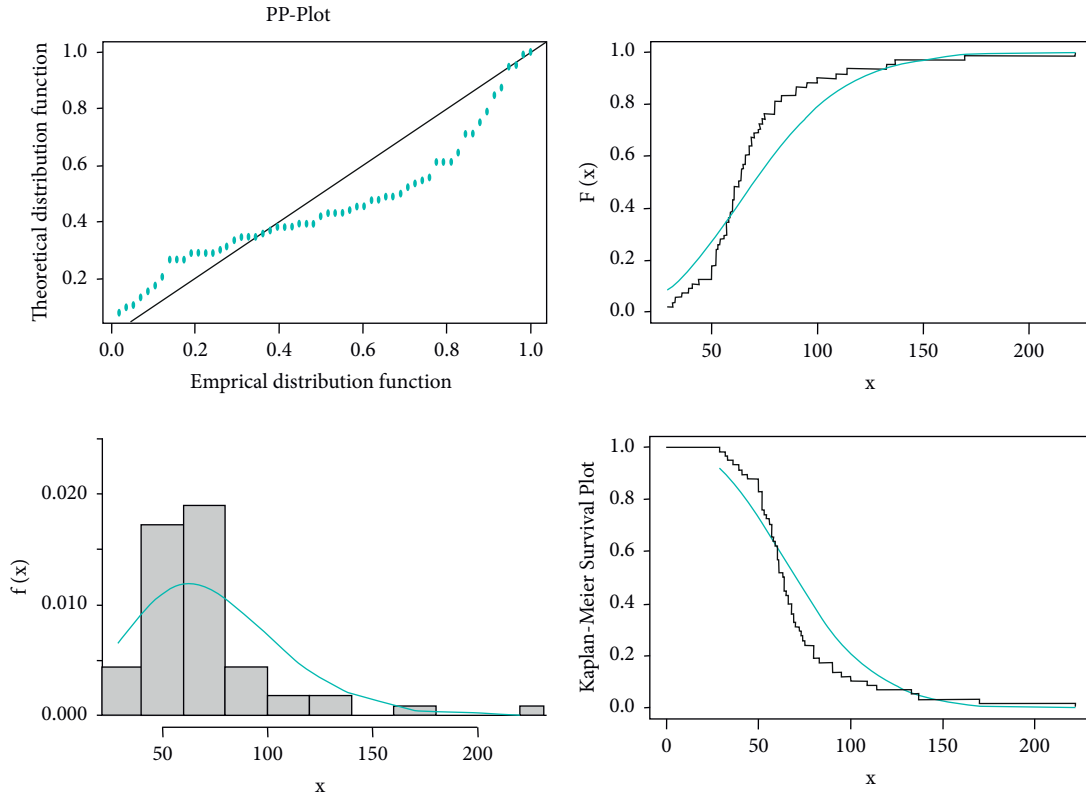 PP-Plot
Theoretical distribution function
1.0
0.8
0.6
0.4
0.2
0.0 0.2 0.4 0.6 0.8 1.0
Emprical distribution function
F (x)
1.0
0.8
0.6
0.4
0.2
0.0
50 100 150 200
x
f (x)
0.020
0.010
0.000
50 100 150 200
x
Kaplan-Meier Survival Plot
1.0
0.8
0.6
0.4
0.2
0.0
0 50 100 150 200
x